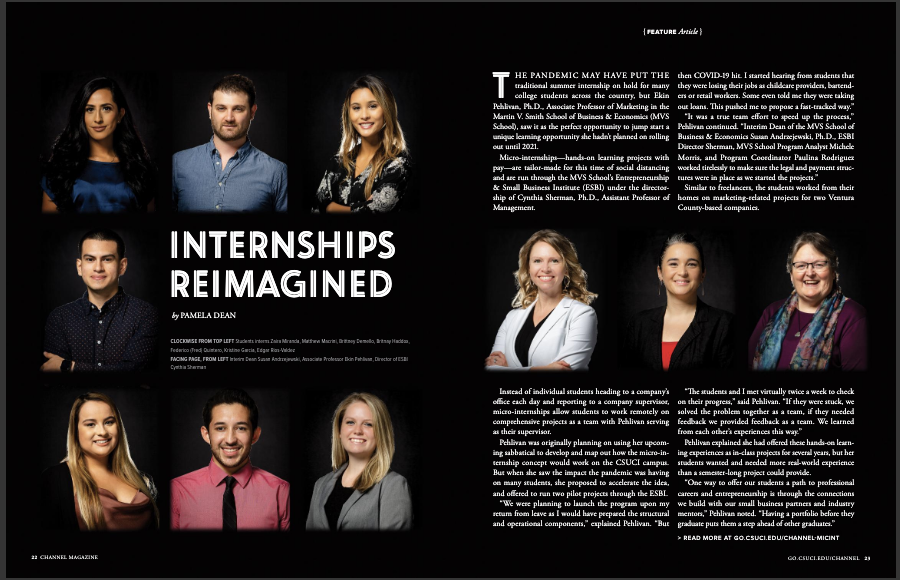 { FEATURE Article }
INTERNSHIPS
REIMAGINED
by PAMELA DEAN
CLOCKWISE FROM TOP LEFT Students interns Zaira Miranda, Matthew Macrini, Brittney Demello, Britnay Haddox,
Federico (Fred) Quintero, Kristine Garcia, Edgar Rios-Valdez
FACING PAGE, FROM LEFT Interim Dean Susan Andrzejewski, Associate Professor Ekin Pehlivan, Director of ESBI
Cynthia Sherman
THE PANDEMIC MAY HAVE PUT THE
traditional summer internship on hold for many
college students across the country, but Ekin
Pehlivan, Ph.D., Associate Professor of Marketing in the
Martin V. Smith School of Business & Economics (MVS
School), saw it as the perfect opportunity to jump start a
unique learning opportunity she hadn't planned on rolling
out until 2021.
Micro-internships—hands-on learning projects with
pay—are tailor-made for this time of social distancing
and are run through the MVS School's Entrepreneurship
& Small Business Institute (ESBI) under the director-
ship of Cynthia Sherman, Ph.D., Assistant Professor of
Management.
Instead of individual students heading to a company's
office each day and reporting to a company supervisor,
micro-internships allow students to work remotely on
comprehensive projects as a team with Pehlivan serving
as their supervisor.
Pehlivan was originally planning on using her upcom-
ing sabbatical to develop and map out how the micro-in-
ternship concept would work on the CSUCI campus.
But when she saw the impact the pandemic was having
on many students, she proposed to accelerate the idea,
and offered to run two pilot projects through the ESBI.
"We were planning to launch the program upon my
return from leave as I would have prepared the structural
and operational components," explained Pehlivan. "But
then COVID-19 hit. I started hearing from students that
they were losing their jobs as childcare providers, bartend-
ers or retail workers. Some even told me they were taking
out loans. This pushed me to propose a fast-tracked way."
"It was a true team effort to speed up the process,"
Pehlivan continued. "Interim Dean of the MVS School of
Business & Economics Susan Andrzejewski, Ph.D., ESBI
Director Sherman, MVS School Program Analyst Michele
Morris, and Program Coordinator Paulina Rodriguez
worked tirelessly to make sure the legal and payment struc-
tures were in place as we started the projects."
Similar to freelancers, the students worked from their
homes on marketing-related projects for two Ventura
County-based companies.
"The students and I met virtually twice a week to check
on their progress," said Pehlivan. "If they were stuck, we
solved the problem together as a team, if they needed
feedback we provided feedback as a team. We learned
from each other's experiences this way."
Pehlivan explained she had offered these hands-on learn-
ing experiences as in-class projects for several years, but her
students wanted and needed more real-world experience
than a semester-long project could provide.
"One way to offer our students a path to professional
careers and entrepreneurship is through the connections
we build with our small business partners and industry
mentors," Pehlivan noted. "Having a portfolio before they
graduate puts them a step ahead of other graduates."
> READ MORE AT GO.CSUCI.EDU/CHANNEL-MICINT
22 CHANNEL MAGAZINE
GO.CSUCI.EDU/CHANNEL 23